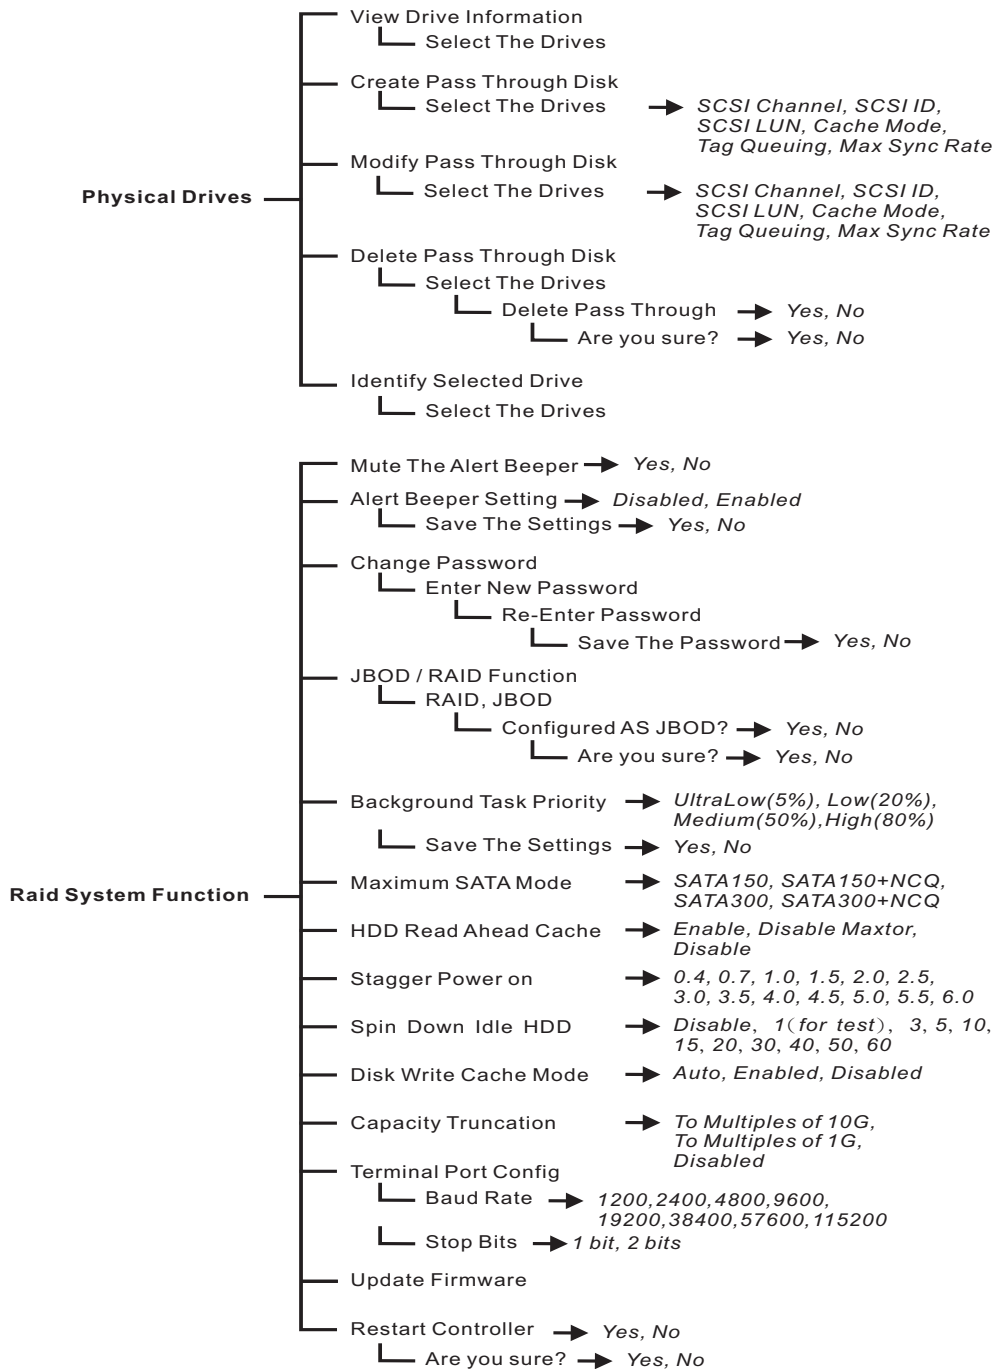 View Drive Information
Select The Drives
Create Pass Through Disk
Select The Drives
SCSI Channel, SCSI ID,
SCSI LUN, Cache Mode,
Tag Queuing, Max Sync Rate
Modify Pass Through Disk
Select The Drives
SCSI Channel, SCSI ID,
SCSI LUN, Cache Mode,
Tag Queuing, Max Sync Rate
Physical Drives
Delete Pass Through Disk
Select The Drives
Delete Pass Through Yes, No
Are you sure? Yes, No
Identify Selected Drive
Select The Drives
Mute The Alert Beeper Yes, No
Alert Beeper Setting Disabled, Enabled
Save The Settings Yes, No
Change Password
Enter New Password
Re-Enter Password
Save The Password Yes, No
JBOD / RAID Function
RAID, JBOD
Configured AS JBOD? Yes, No
Are you sure? Yes, No
Background Task Priority UltraLow(5%), Low(20%),
Medium(50%),High(80%)
Save The Settings Yes, No
Raid System Function
Maximum SATA Mode SATA150, SATA150+NCQ,
SATA300, SATA300+NCQ
HDD Read Ahead Cache Enable, Disable Maxtor,
Disable
Stagger Power on 0.4, 0.7, 1.0, 1.5, 2.0, 2.5,
3.0, 3.5, 4.0, 4.5, 5.0, 5.5, 6.0
Spin Down Idle HDD Disable, 1(for test), 3, 5, 10,
15, 20, 30, 40, 50, 60
Disk Write Cache Mode Auto, Enabled, Disabled
Capacity Truncation To Multiples of 10G,
To Multiples of 1G,
Disabled
Terminal Port Config
Baud Rate 1200,2400,4800,9600,
19200,38400,57600,115200
Stop Bits 1 bit, 2 bits
Update Firmware
Restart Controller Yes, No
Are you sure? Yes, No